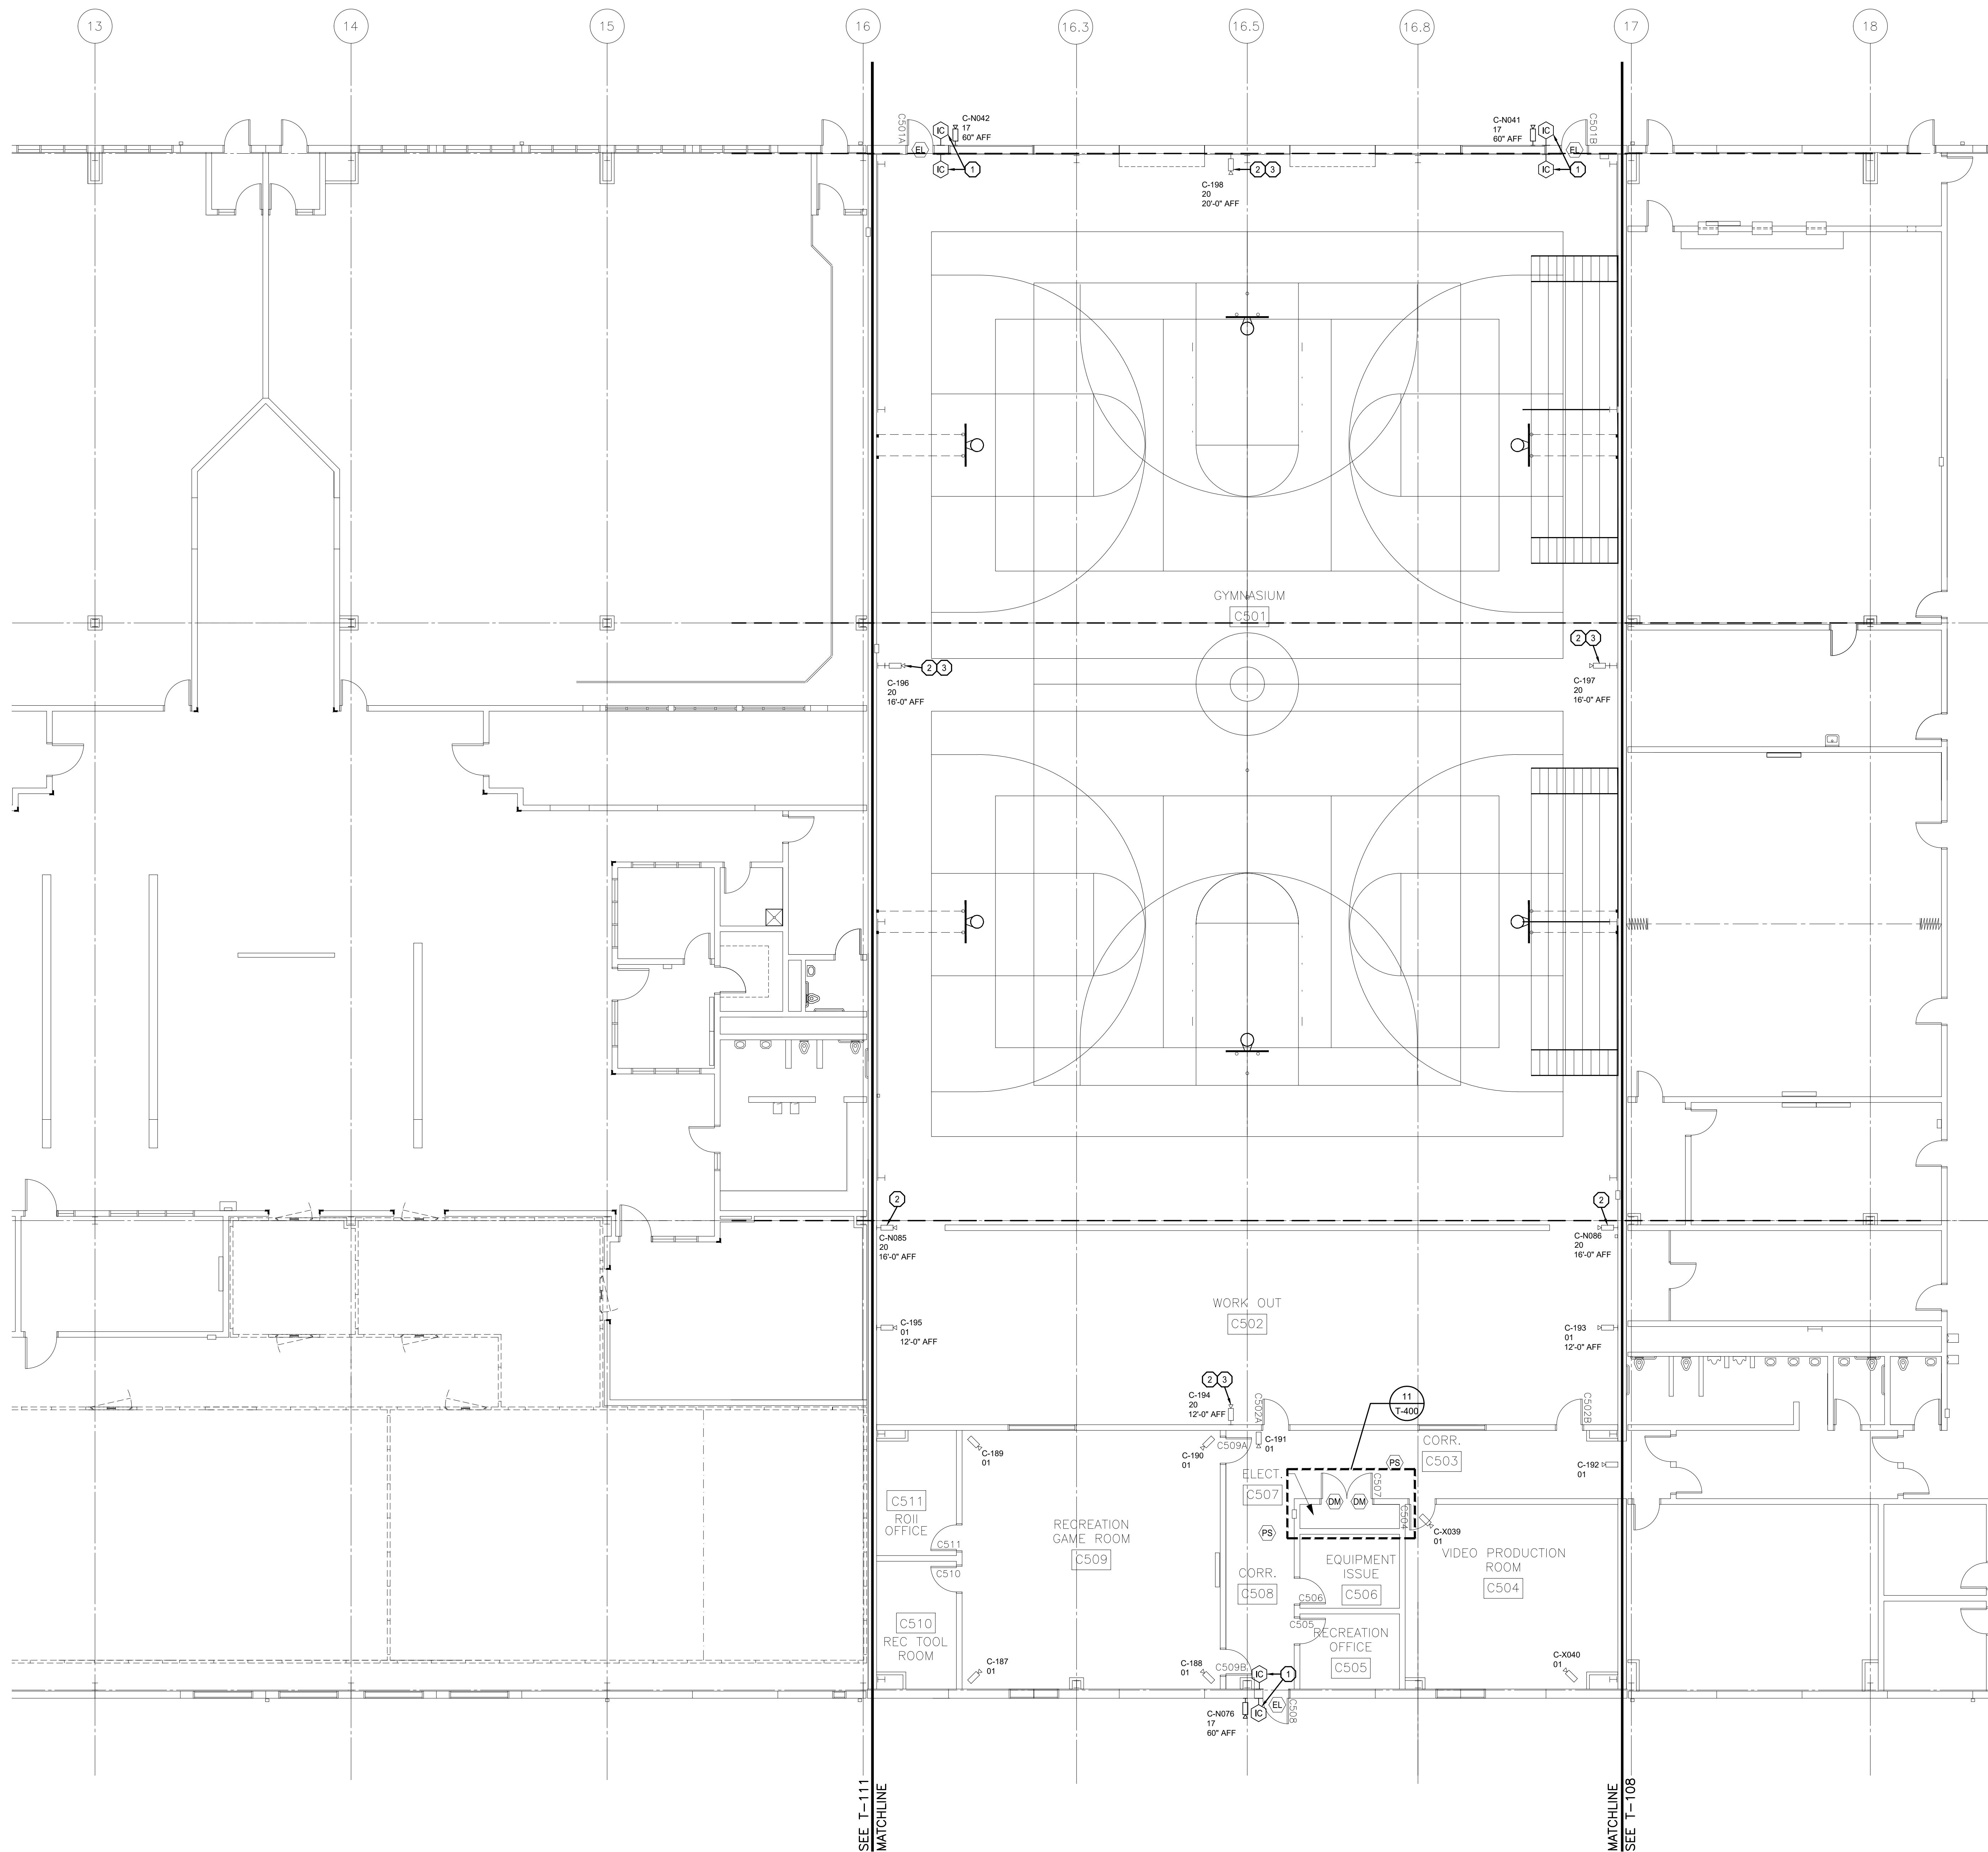 13
14
15
16
16.3
16.5
16.8
17
18
C501A
IC
EL
IC
1
C-N042
17
60" AFF
C-N041
17
60" AFF
IC
EL
IC
1
C501B
2 3
C-198
20
20'-0" AFF
GYMNASIUM
C501
2 3
C-196
20
16'-0" AFF
2 3
C-197
20
16'-0" AFF
2
C-N085
20
16'-0" AFF
2
C-N086
20
16'-0" AFF
WORK OUT
C502
C-195
01
12'-0" AFF
C-193
01
12'-0" AFF
2 3
C-194
20
12'-0" AFF
C502A
11
T-400
C502B
C-189
01
C-190
01
C509A
C-191
01
CORR.
C503
PS
C-192
01
ELECT.
C507
C507
DM
DM
C504
C511
ROII
OFFICE
C511
C510
RECREATION
GAME ROOM
C509
PS
C-X039
01
VIDEO PRODUCTION
ROOM
C504
EQUIPMENT
ISSUE
C506
CORR.
C508
C506
C505
C510
REC TOOL
ROOM
RECREATION
OFFICE
C505
C-187
01
C-188
01
C509B
IC
1
C-X040
01
C-N076
17
60" AFF
IC
EL
C508
SEE T-111
MATCHLINE
MATCHLINE
SEE T-108